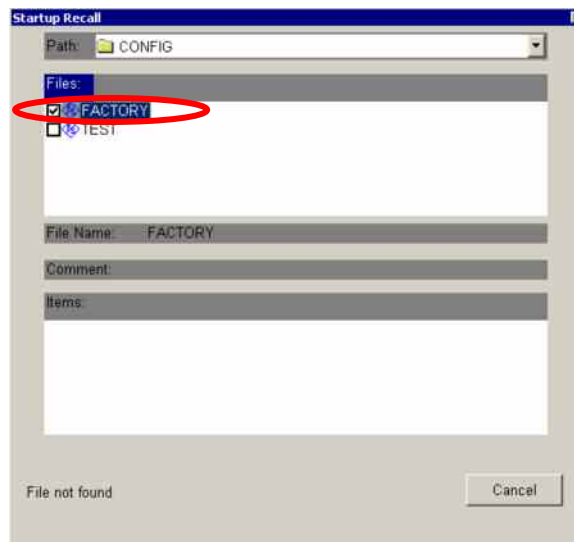 Startup Recall
Path: CONFIG
Files:
FACTORY
TEST
File Name: FACTORY
Comment:
Items:
File not found
Cancel